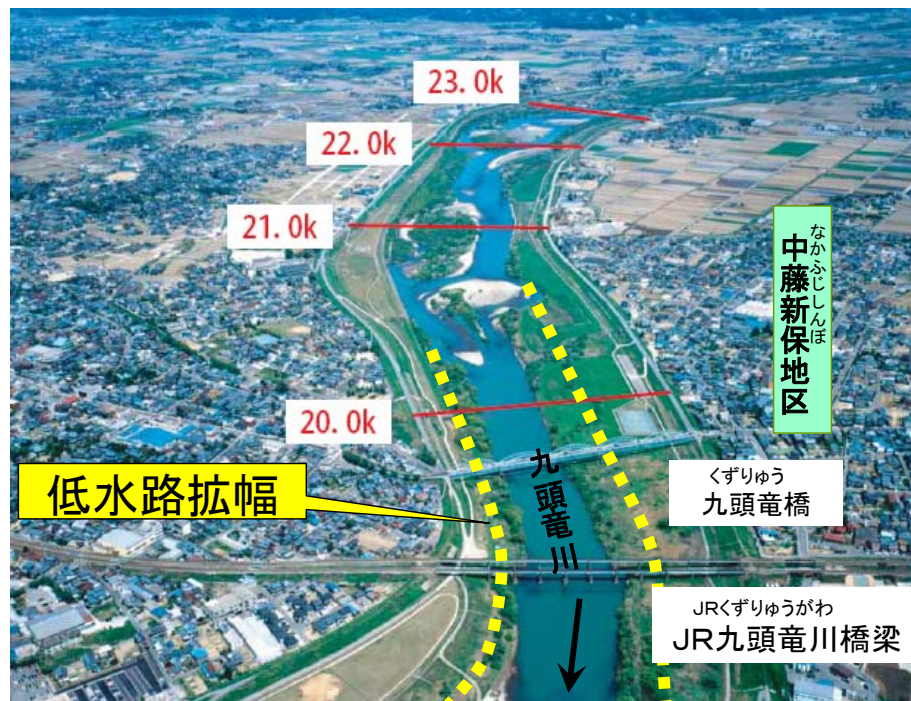 23. 0k
22. 0k
21. 0k
なかふじしんぼ
中藤新保地区
20. 0k
低水路拡幅
九頭竜川
くずりゅう
九頭竜橋
JRくずりゅうがわ
JR九頭竜川橋梁